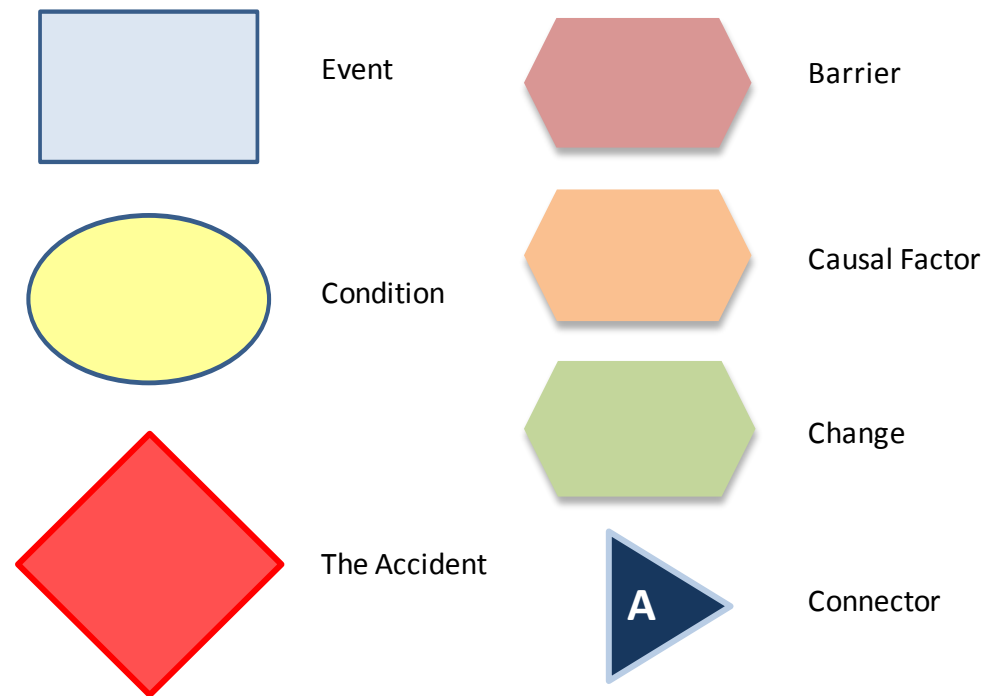 Event
Barrier
Condition
Causal Factor
Change
The Accident
A
Connector